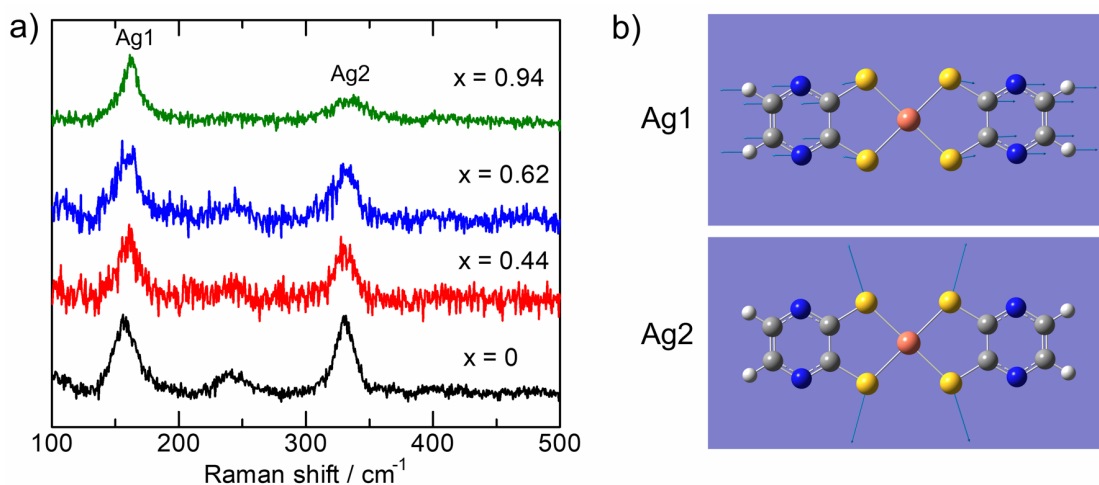 a)
Ag1
Ag2
x = 0.94
x = 0.62
x = 0.44
x = 0
100 200 300 400 500
Raman shift / cm⁻¹
b)
Ag1
Ag2